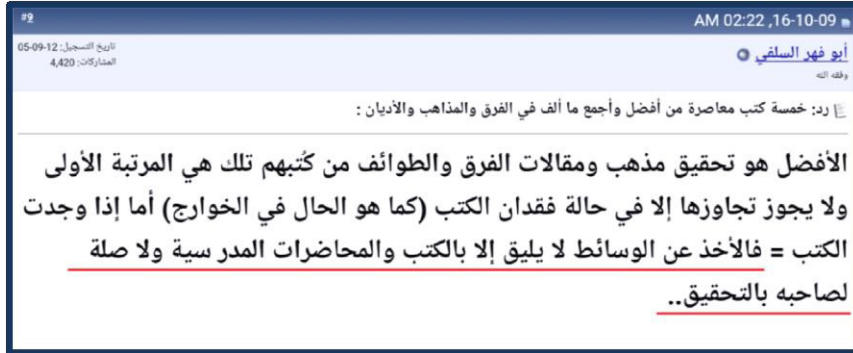 #9
16-10-09, 02:22 AM
أبو فهر السلفي
وفقه الله
تاريخ التسجيل: 12-09-05
المشاركات: 4,420
رد: خمسة كتب معاصرة من أفضل وأجمع ما ألف في الفرق والمذاهب والأديان :
الأفضل هو تحقيق مذهب ومقالات الفرق والطوائف من كُتبهم تلك هي المرتبة الأولى
ولا يجوز تجاوزها إلا في حالة فقدان الكتب (كما هو الحال في الخوارج) أما إذا وجدت
الكتب = فالأخذ عن الوسائط لا يليق إلا بالكتب والمحاضرات المدر سية ولا صلة
لصاحبه بالتحقيق..